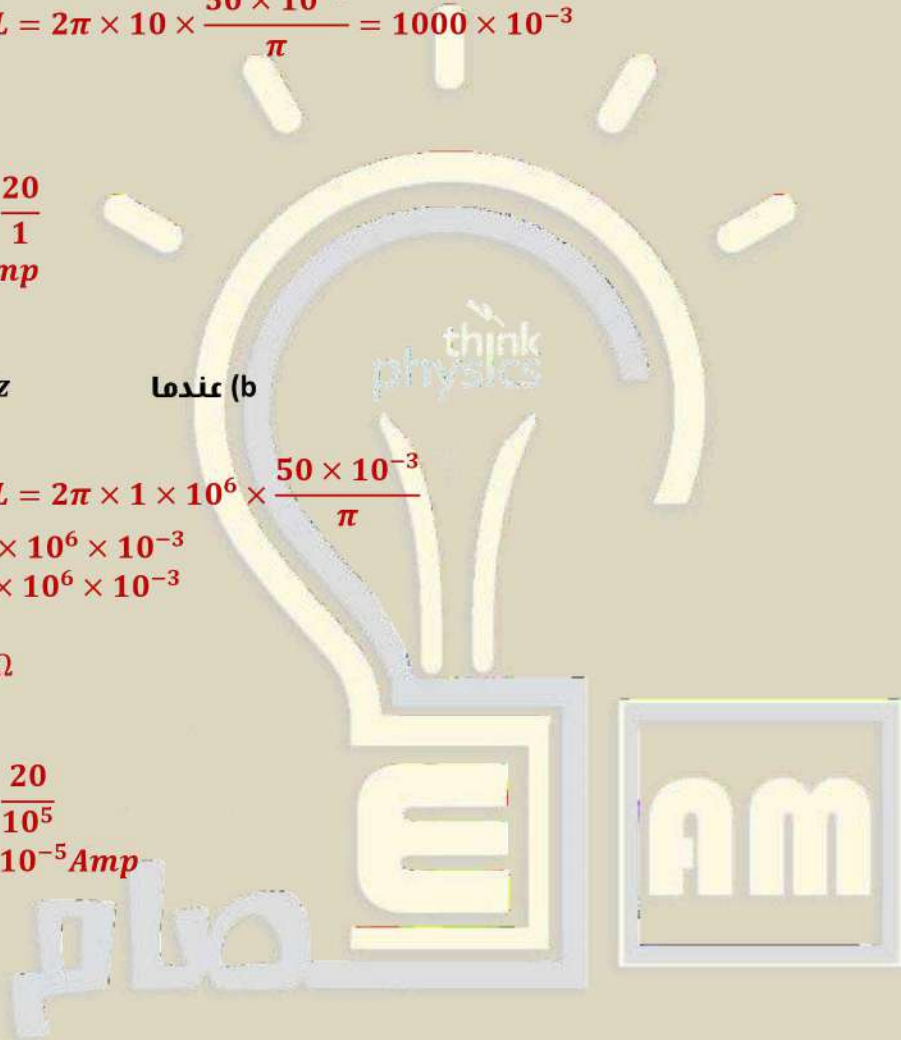 L = 2π × 10 × 50 × 10 / π = 1000 × 10⁻³
20 / 1
mp
think
physics
b) عندما z
L = 2π × 1 × 10⁶ × 50 × 10⁻³ / π
× 10⁶ × 10⁻³
× 10⁶ × 10⁻³
Ω
20 / 10⁵
10⁻⁵Amp
E
AM